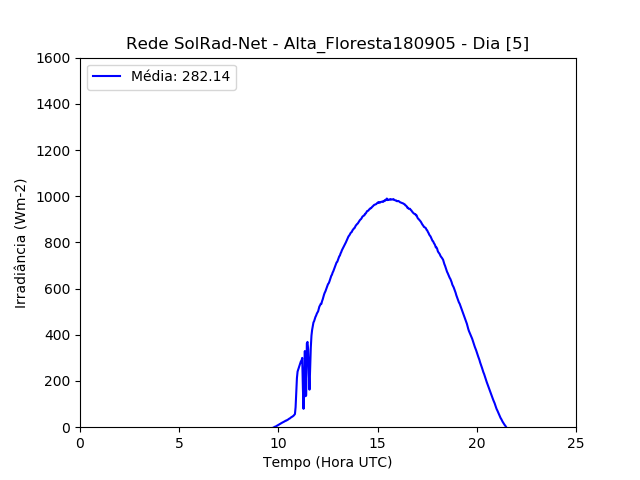 Rede SolRad-Net - Alta_Floresta180905 - Dia [5]
Média: 282.14
Irradiância (Wm-2)
1600
1400
1200
1000
800
600
400
200
0
0 5 10 15 20 25
Tempo (Hora UTC)